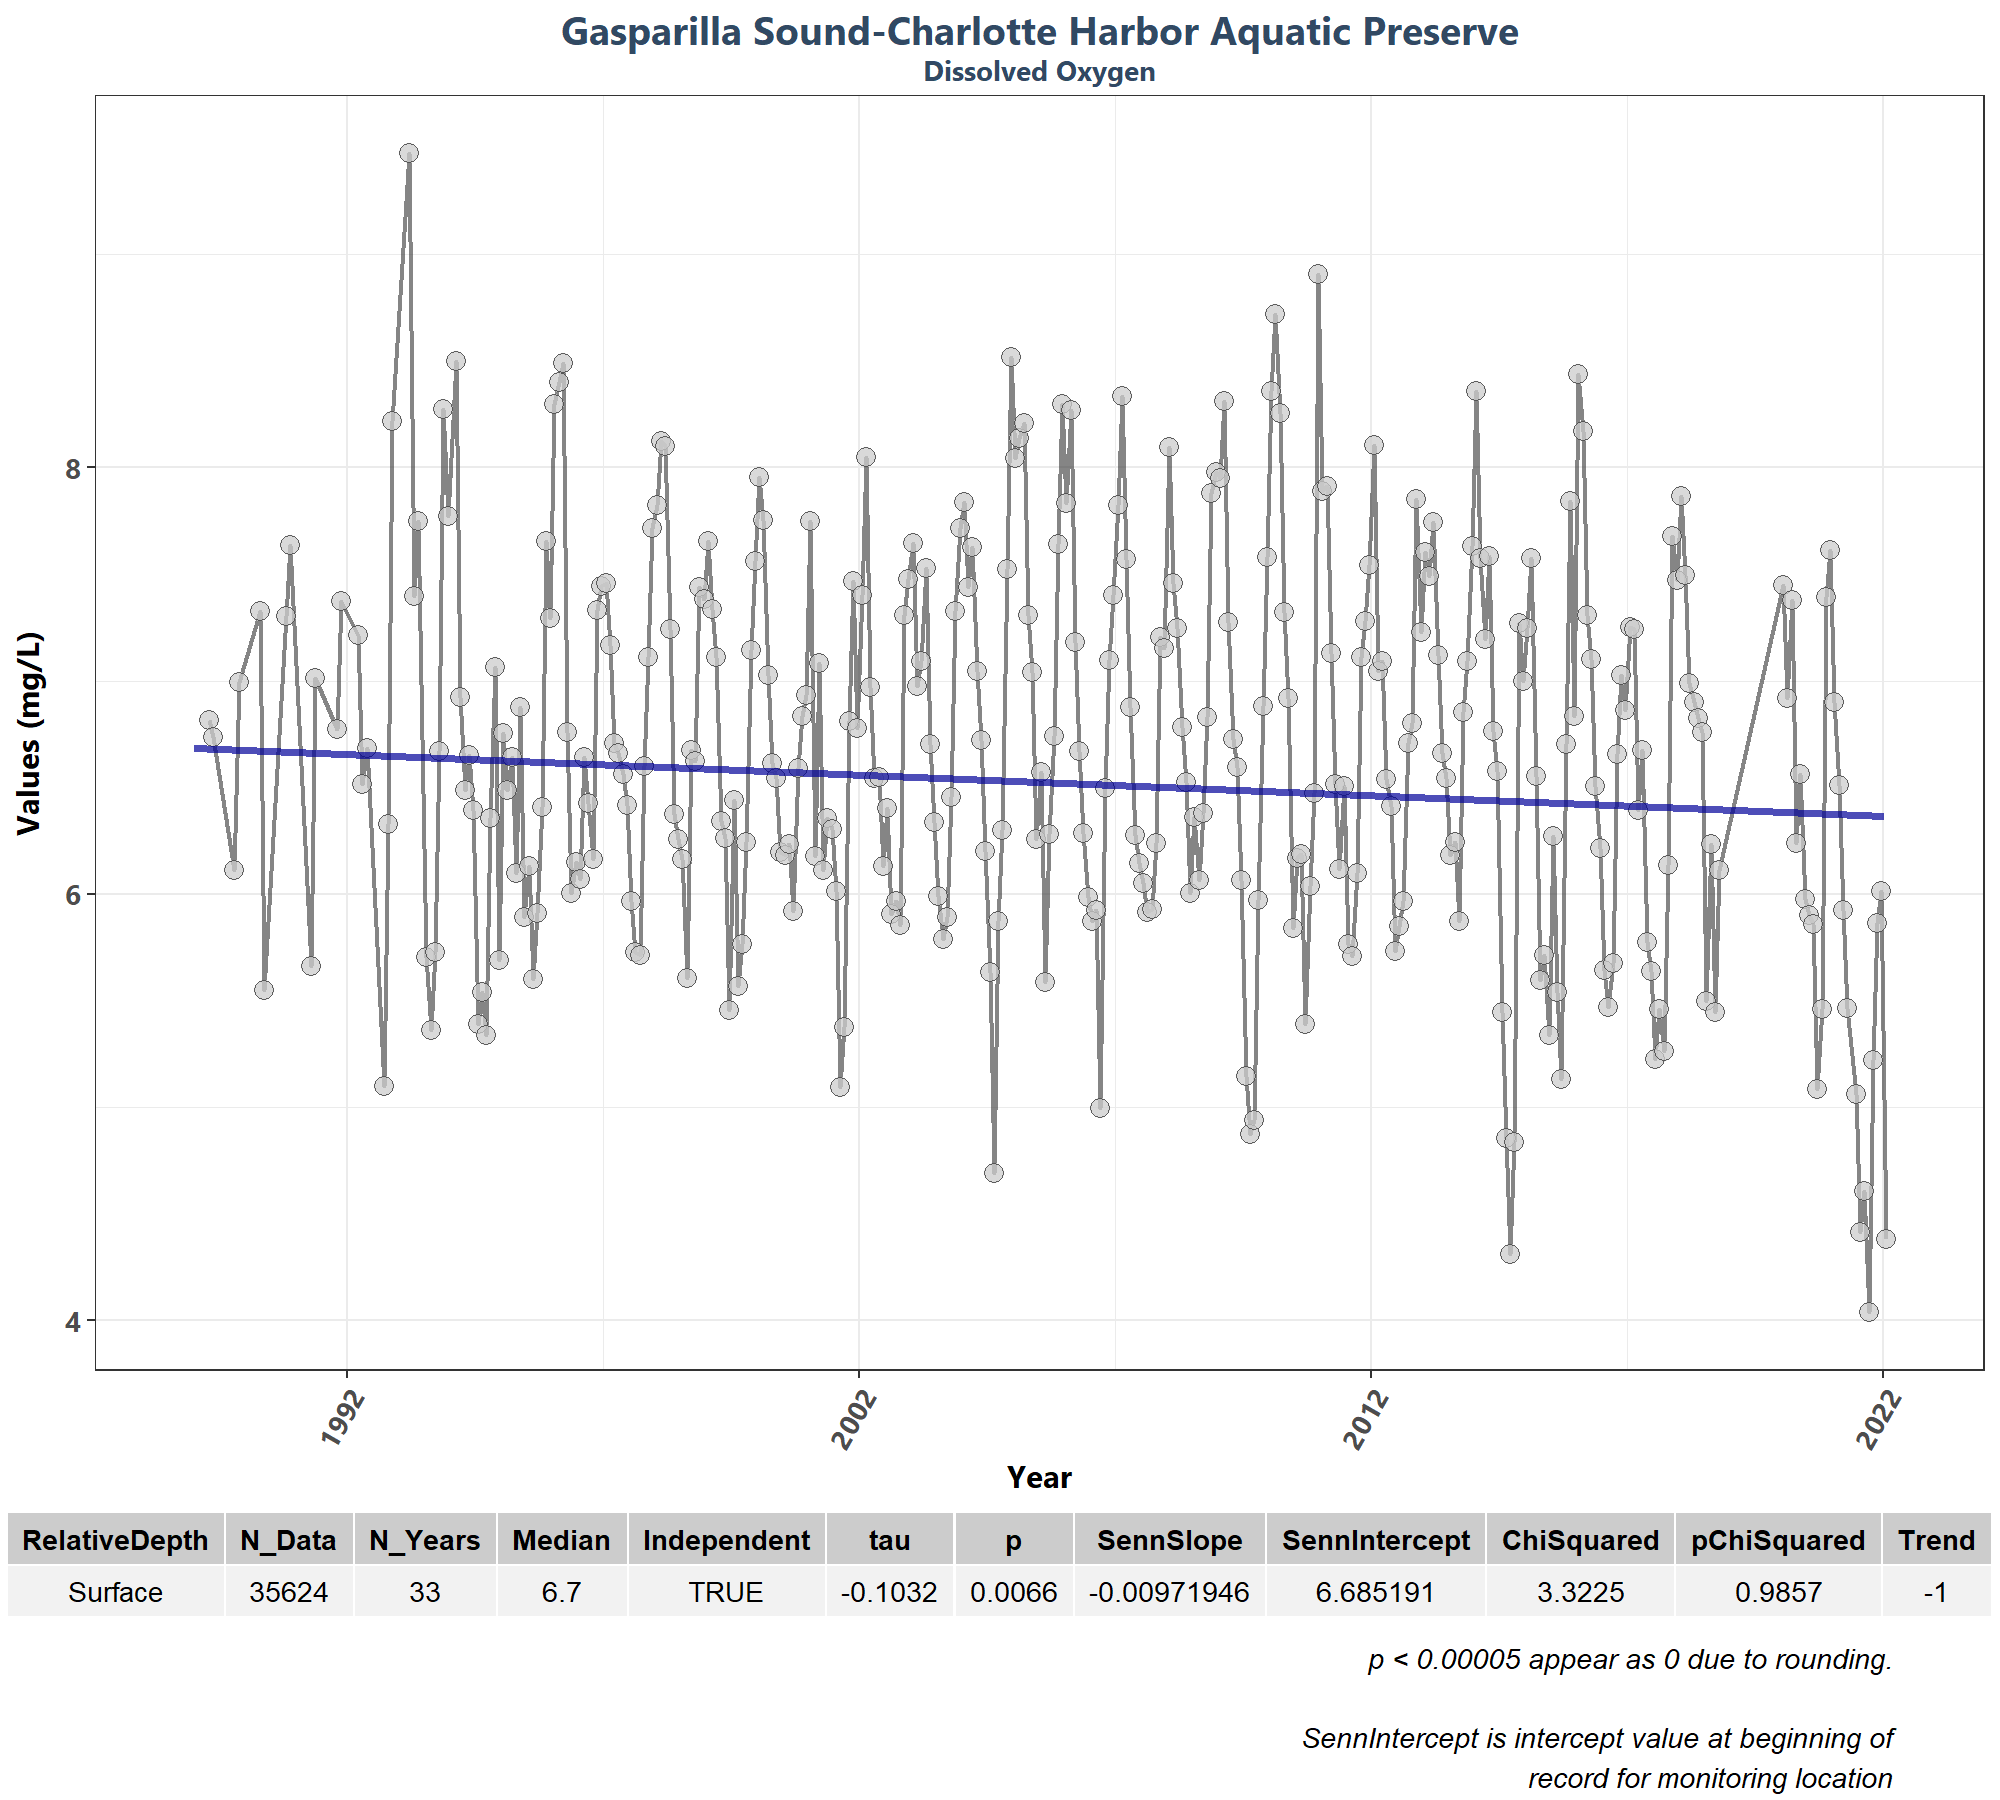 Gasparilla Sound-Charlotte Harbor Aquatic Preserve
Dissolved Oxygen
Values (mg/L)
8
6
4
1992 2002 2012 2022
Year
RelativeDepth N_Data N_Years Median Independent tau p SennSlope SennIntercept ChiSquared pChiSquared Trend
Surface 35624 33 6.7 TRUE -0.1032 0.0066 -0.00971946 6.685191 3.3225 0.9857 -1
p < 0.00005 appear as 0 due to rounding.
SennIntercept is intercept value at beginning of
record for monitoring location